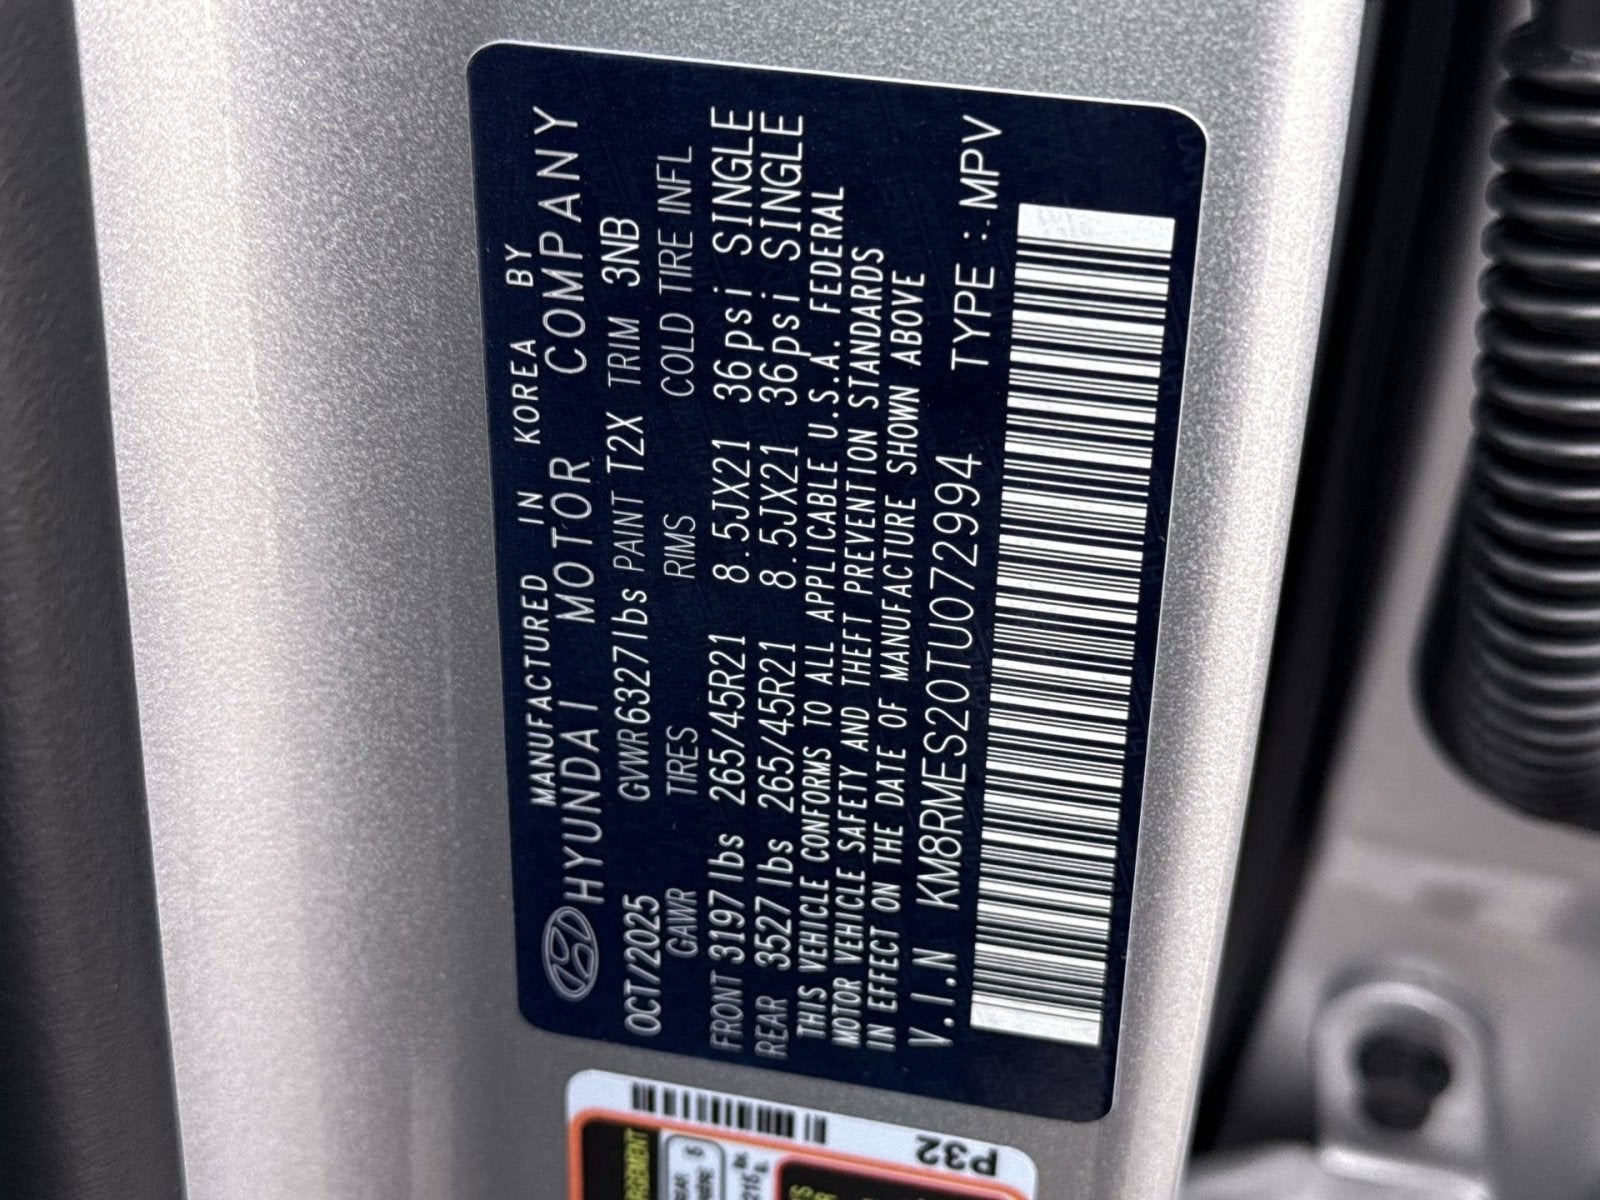 MANUFACTURED IN KOREA BY
HYUNDAI MOTOR COMPANY
OCT/2025 GVWR6327lbs PAINT T2X TRIM 3NB
GAWR TIRES RIMS COLD TIRE INFL
FRONT 3197lbs 265/45R21 8.5JX21 36psi SINGLE
REAR 3527lbs 265/45R21 8.5JX21 36psi SINGLE
THIS VEHICLE CONFORMS TO ALL APPLICABLE U.S.A. FEDERAL
MOTOR VEHICLE SAFETY AND THEFT PREVENTION STANDARDS
IN EFFECT ON THE DATE OF MANUFACTURE SHOWN ABOVE
V.I.N KM8RMES20TU072994 TYPE : MPV
P32